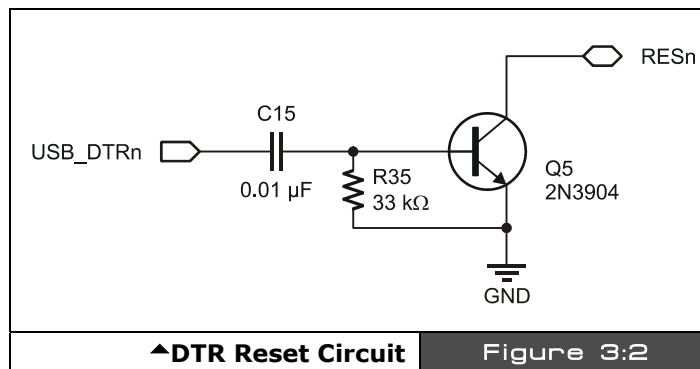 RESn
C15
USB_DTRn
0.01 µF
R35
33 kΩ
Q5
2N3904
GND
▲DTR Reset Circuit
Figure 3:2